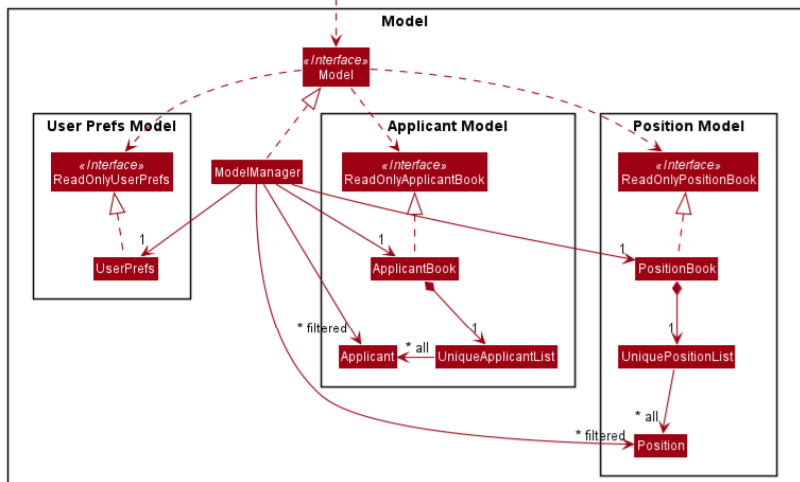 Model
«Interface»
Model
User Prefs Model
Applicant Model
Position Model
«Interface»
ReadOnlyUserPrefs
ModelManager
«Interface»
ReadOnlyApplicantBook
«Interface»
ReadOnlyPositionBook
1
1
1
UserPrefs
ApplicantBook
PositionBook
* filtered
1
1
Applicant
* all
UniqueApplicantList
UniquePositionList
* all
* filtered
Position